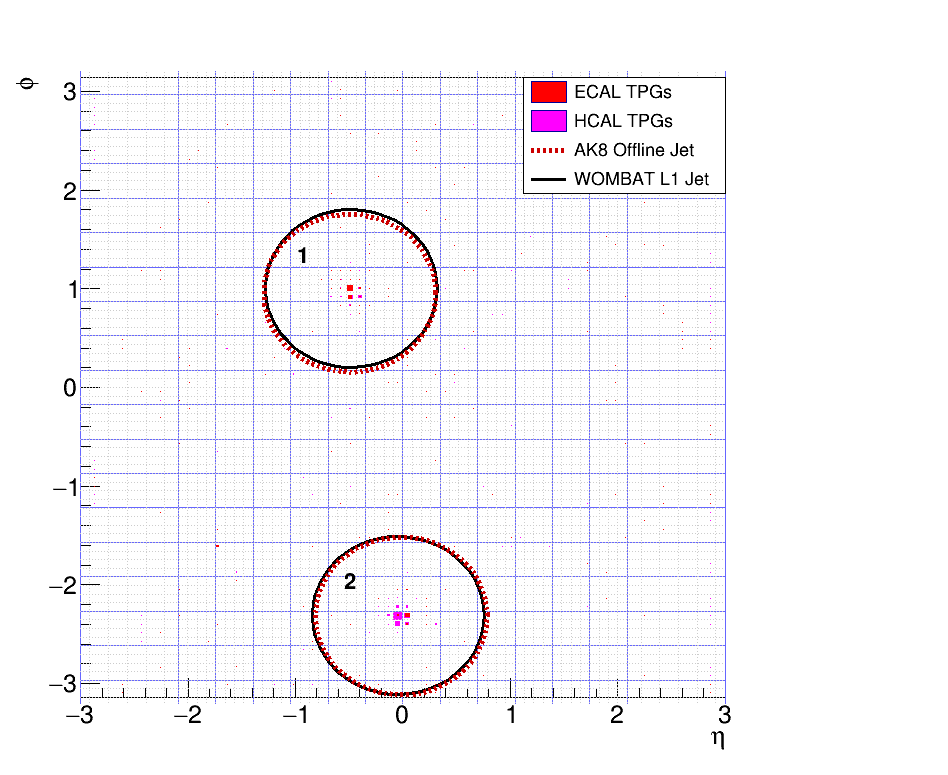 ϕ
3
2
1
0
−1
−2
−3
ECAL TPGs
HCAL TPGs
AK8 Offline Jet
WOMBAT L1 Jet
1
2
−3 −2 −1 0 1 2 3
η